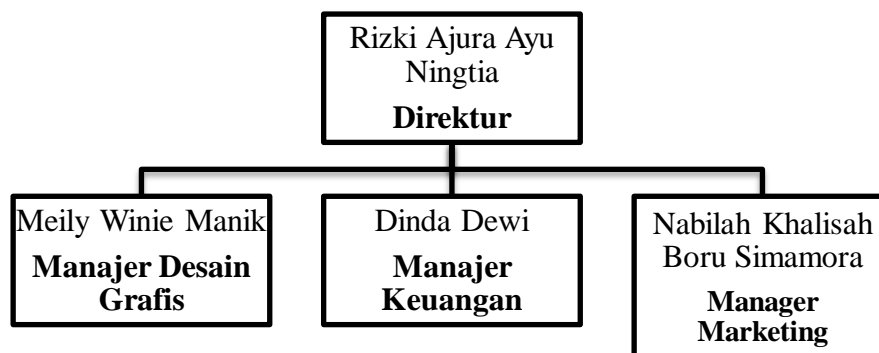 Rizki Ajura Ayu
Ningtia
Direktur
Meily Winie Manik
Manajer Desain
Grafis
Dinda Dewi
Manajer
Keuangan
Nabilah Khalisah
Boru Simamora
Manager
Marketing